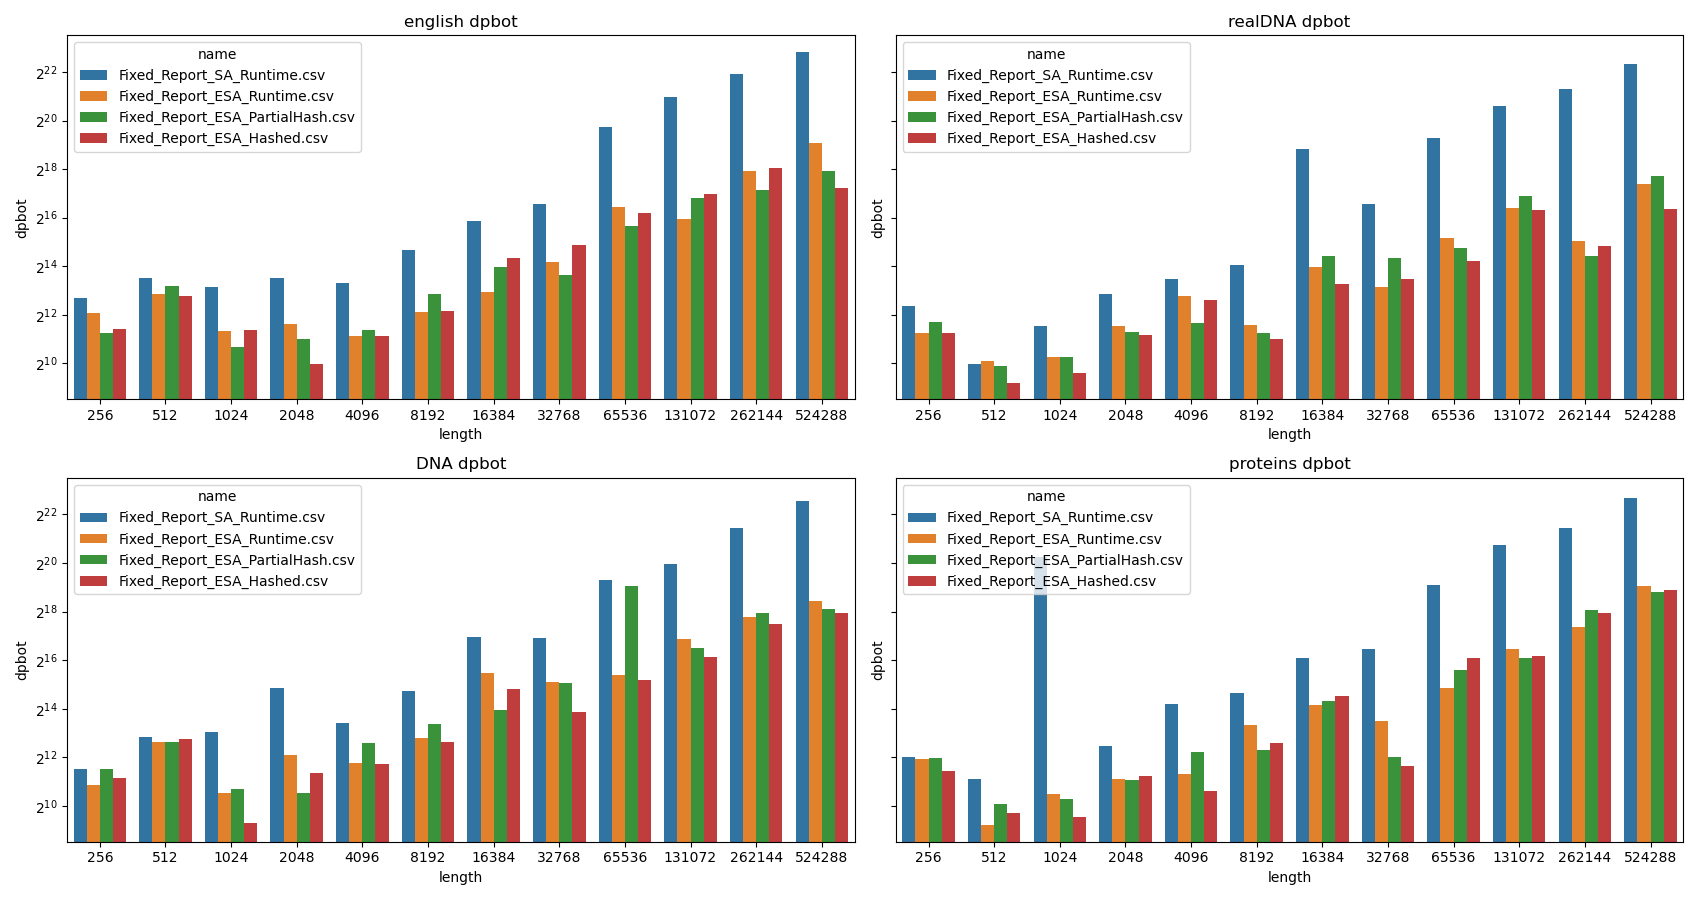 english dpbot
name
Fixed_Report_SA_Runtime.csv
Fixed_Report_ESA_Runtime.csv
Fixed_Report_ESA_PartialHash.csv
Fixed_Report_ESA_Hashed.csv
2^22
2^20
2^18
2^16
2^14
2^12
2^10
dpbot
256 512 1024 2048 4096 8192 16384 32768 65536 131072 262144 524288
length
realDNA dpbot
name
Fixed_Report_SA_Runtime.csv
Fixed_Report_ESA_Runtime.csv
Fixed_Report_ESA_PartialHash.csv
Fixed_Report_ESA_Hashed.csv
dpbot
256 512 1024 2048 4096 8192 16384 32768 65536 131072 262144 524288
length
DNA dpbot
name
Fixed_Report_SA_Runtime.csv
Fixed_Report_ESA_Runtime.csv
Fixed_Report_ESA_PartialHash.csv
Fixed_Report_ESA_Hashed.csv
2^22
2^20
2^18
2^16
2^14
2^12
2^10
dpbot
256 512 1024 2048 4096 8192 16384 32768 65536 131072 262144 524288
length
proteins dpbot
name
Fixed_Report_SA_Runtime.csv
Fixed_Report_ESA_Runtime.csv
Fixed_Report_ESA_PartialHash.csv
Fixed_Report_ESA_Hashed.csv
dpbot
256 512 1024 2048 4096 8192 16384 32768 65536 131072 262144 524288
length